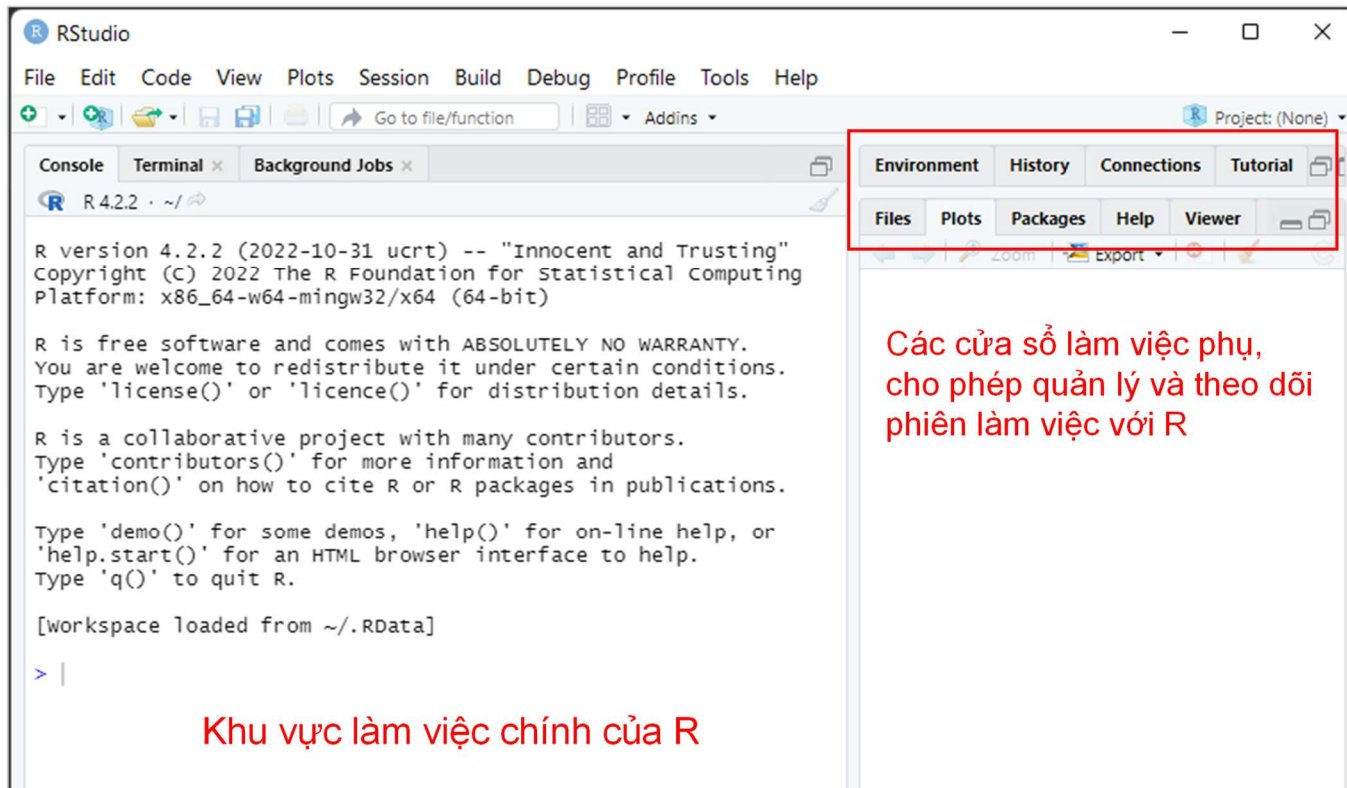 RStudio
File Edit Code View Plots Session Build Debug Profile Tools Help
Go to file/function Addins Project: (None)
Console Terminal Background Jobs
R 4.2.2 · ~/
R version 4.2.2 (2022-10-31 ucrt) -- "Innocent and Trusting"
Copyright (C) 2022 The R Foundation for Statistical Computing
Platform: x86_64-w64-mingw32/x64 (64-bit)
R is free software and comes with ABSOLUTELY NO WARRANTY.
You are welcome to redistribute it under certain conditions.
Type 'license()' or 'licence()' for distribution details.
R is a collaborative project with many contributors.
Type 'contributors()' for more information and
'citation()' on how to cite R or R packages in publications.
Type 'demo()' for some demos, 'help()' for on-line help, or
'help.start()' for an HTML browser interface to help.
Type 'q()' to quit R.
[Workspace loaded from ~/.RData]
>
Khu vực làm việc chính của R
Environment History Connections Tutorial
Files Plots Packages Help Viewer
Zoom Export
Các cửa sổ làm việc phụ,
cho phép quản lý và theo dõi
phiên làm việc với R